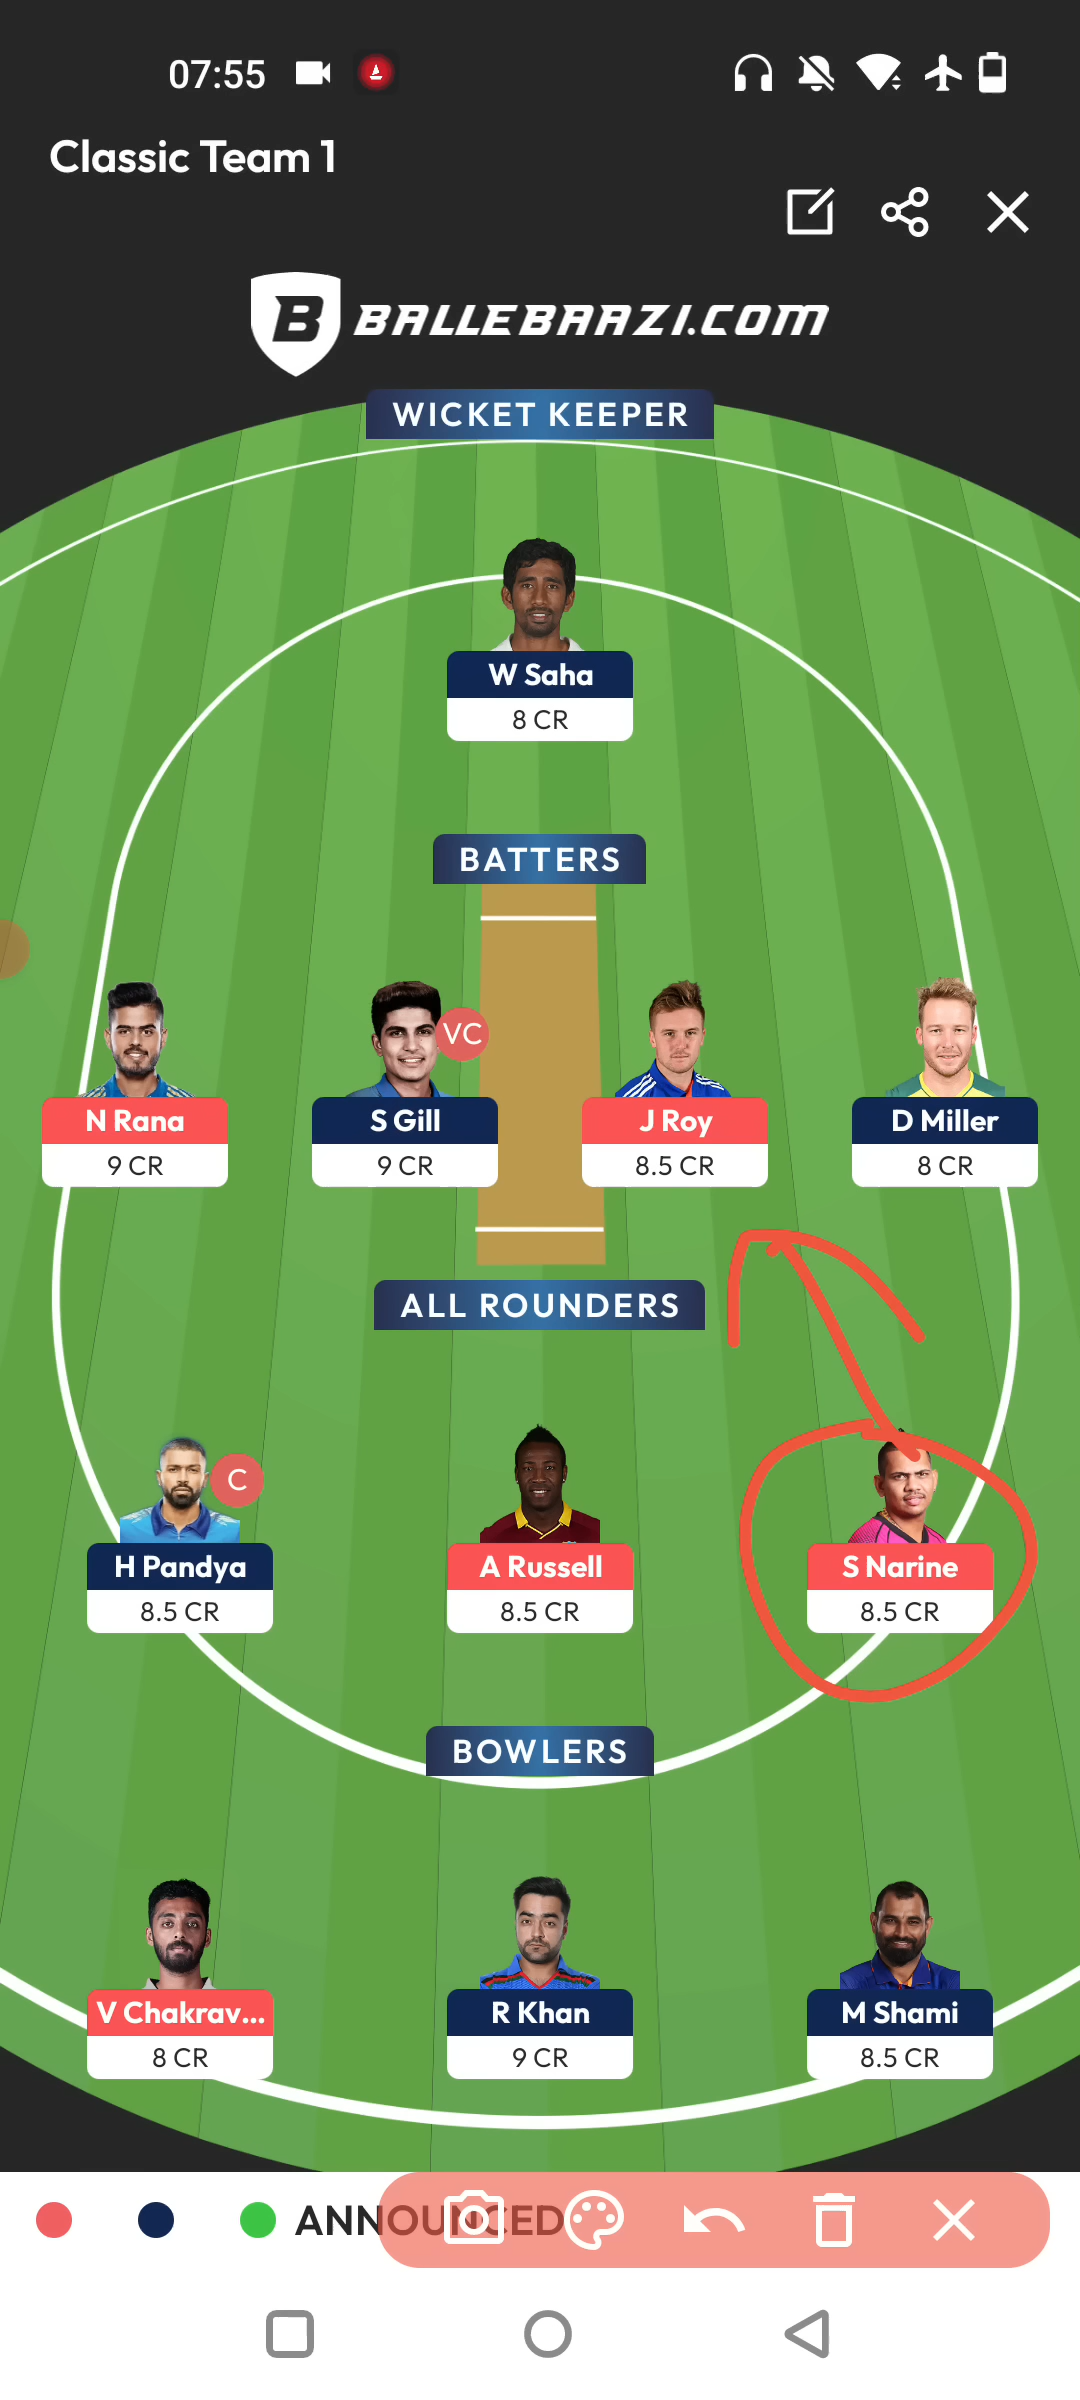 07:55
Classic Team 1
B BALLEBAAZI.COM
WICKET KEEPER
W Saha
8 CR
BATTERS
VC
N Rana S Gill J Roy D Miller
9 CR 9 CR 8.5 CR 8 CR
ALL ROUNDERS
C
H Pandya A Russell S Narine
8.5 CR 8.5 CR 8.5 CR
BOWLERS
V Chakrav... R Khan M Shami
8 CR 9 CR 8.5 CR
ANNOUNCED